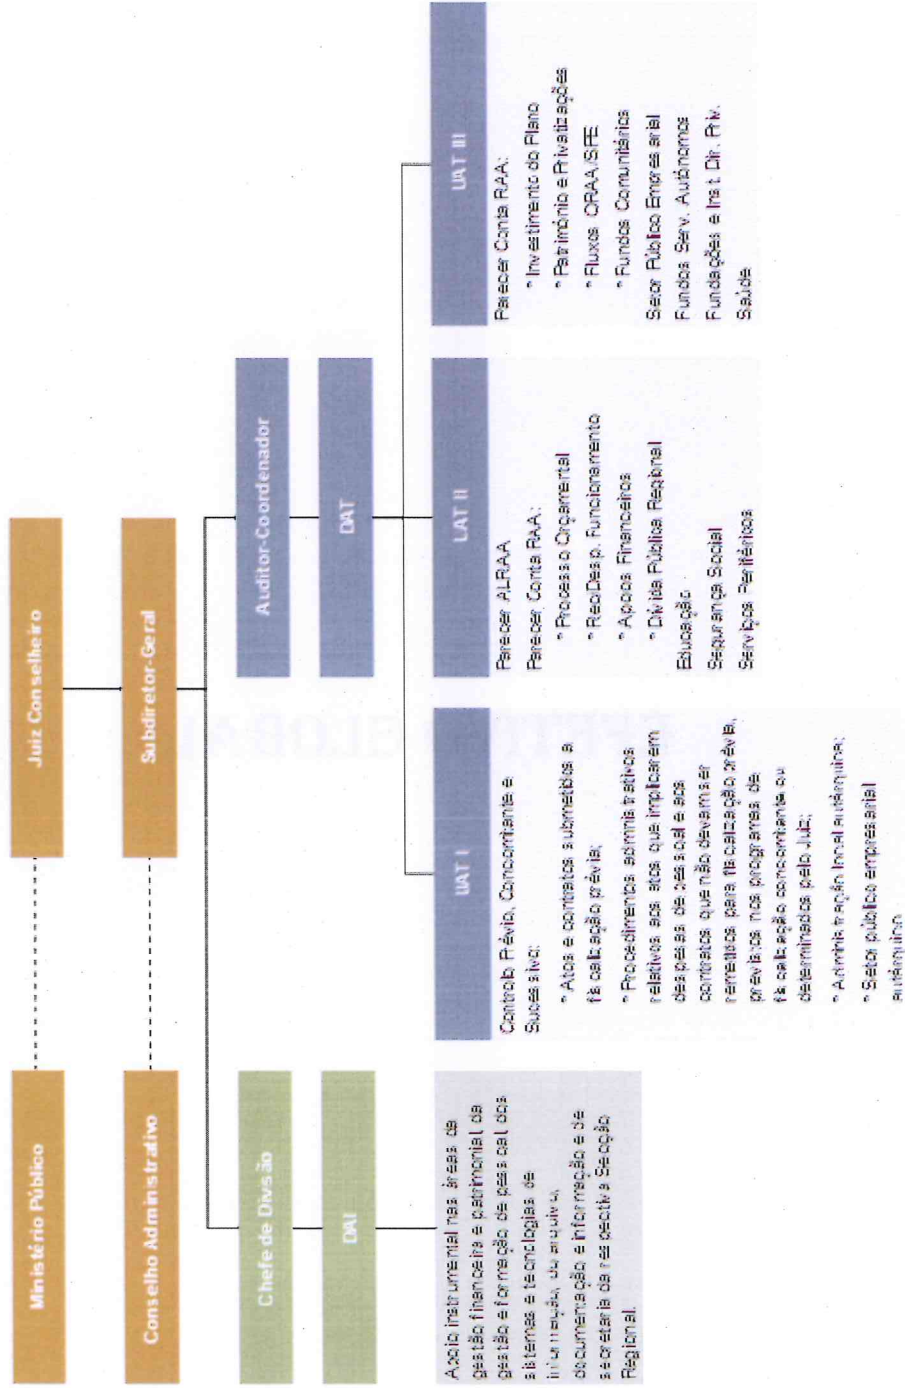 Ministério Público
Juiz Conselheiro
Conselho Administrativo
Subdiretor-Geral
Chefe de Divisão
Auditor-Coordenador
DAI
DAT
Apoio instrumental nas áreas da
gestão financeira e patrimonial, da
gestão e formação de pessoal, dos
sistemas e tecnologias de
informação, do arquivo,
documentação, e informação, e de
secretaria da respectiva Secção
Regional.
UAT I
Controlo Prévio, Concomitante e
Sucessivo:
• Atos e contratos submetidos a
fiscalização prévia;
• Procedimentos administrativos
relativos aos atos que implicarem
despesas de pessoal e aos
contratos que não devam ser
remetidos para fiscalização prévia,
previstos nos programas de
fiscalização concomitante ou
determinados pelo Juiz;
• Administração local autárquica;
• Setor público empresarial
autárquico
UAT II
Parecer ALRAA
Parecer Conta RAA:
• Processo Orçamental
• Rec/Desp. Funcionamento
• Apoios Financeiros
• Dívida Pública Regional
Educação
Segurança Social
Serviços Periféricos
UAT III
Parecer Conta RAA:
• Investimento do Plano
• Património e Privatizações
• Fluxos ORAA/SPE
• Fundos Comunitários
Setor Público Empresarial
Fundos Serv. Autónomos
Fundações e Inst. Dir. Priv.
Saúde